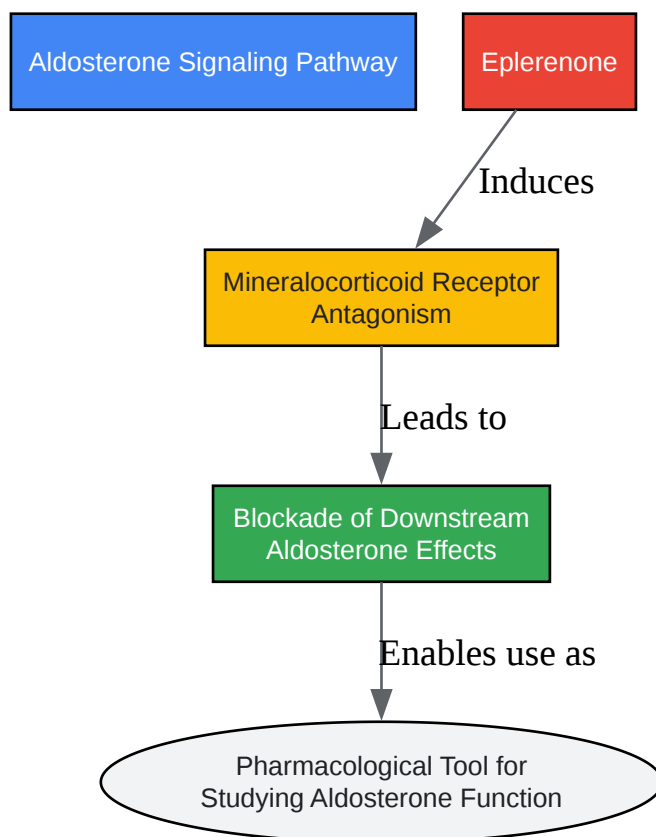 Aldosterone Signaling Pathway
Eplerenone
Induces
Mineralocorticoid Receptor
Antagonism
Leads to
Blockade of Downstream
Aldosterone Effects
Enables use as
Pharmacological Tool for
Studying Aldosterone Function